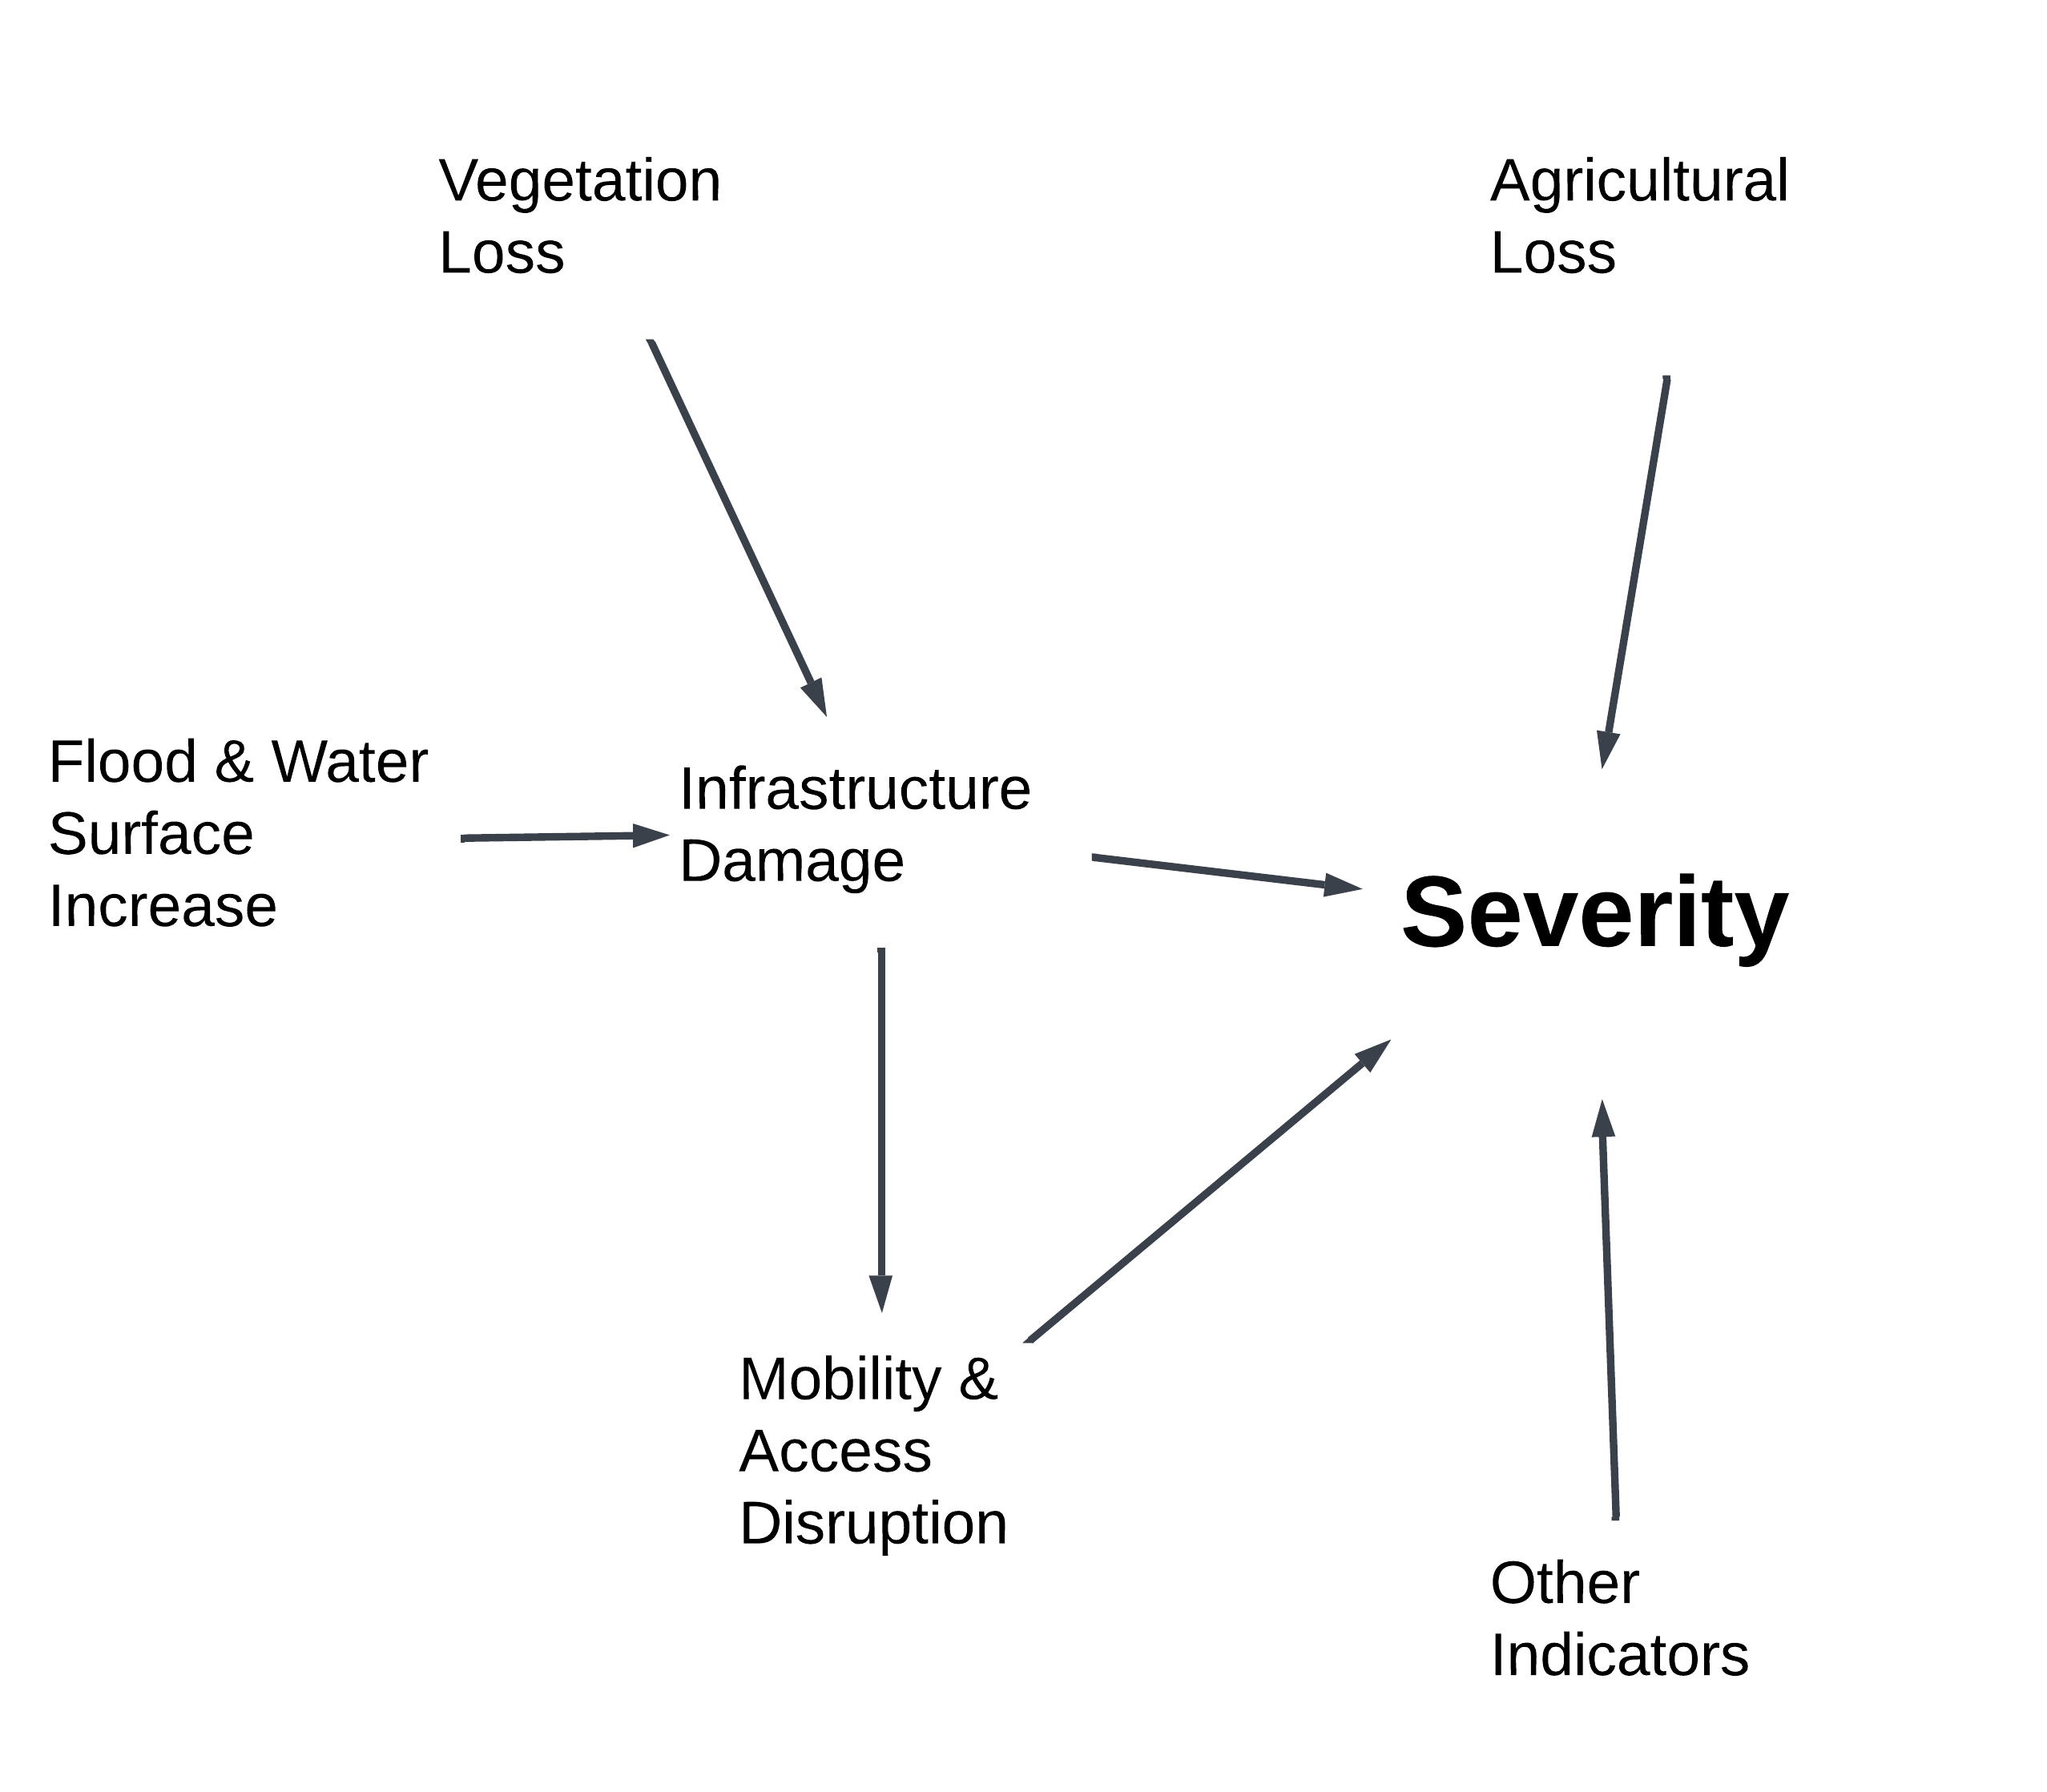 Vegetation
Loss
Agricultural
Loss
Flood & Water
Surface
Increase
Infrastructure
Damage
Severity
Mobility &
Access
Disruption
Other
Indicators